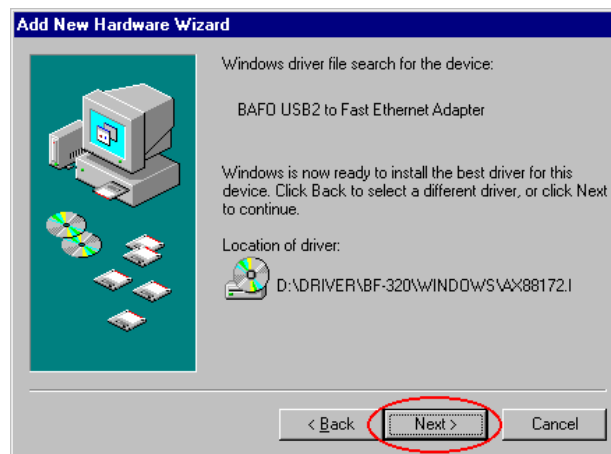 Add New Hardware Wizard
Windows driver file search for the device:
BAFO USB2 to Fast Ethernet Adapter
Windows is now ready to install the best driver for this
device. Click Back to select a different driver, or click Next
to continue.
Location of driver:
D:\DRIVER\BF-320\WINDOWS\AX88172.I
< Back Next > Cancel